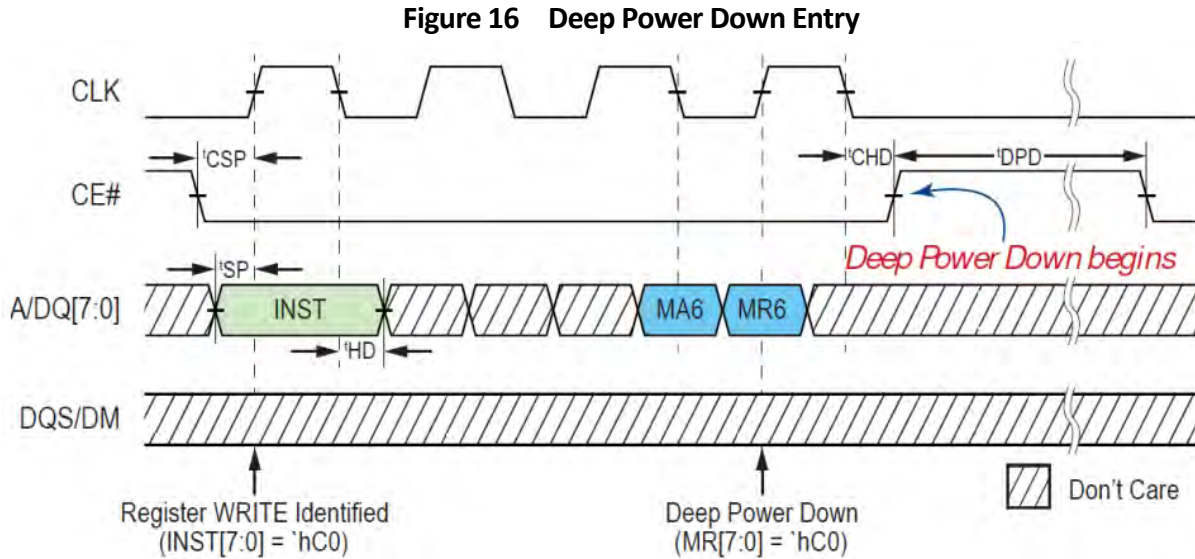 Figure 16 Deep Power Down Entry
CLK
tCSP
tCHD
tDPD
CE#
Deep Power Down begins
tSP
A/DQ[7:0]
INST
MA6
MR6
tHD
DQS/DM
Register WRITE Identified
(INST[7:0] = `hC0)
Deep Power Down
(MR[7:0] = `hC0)
Don't Care